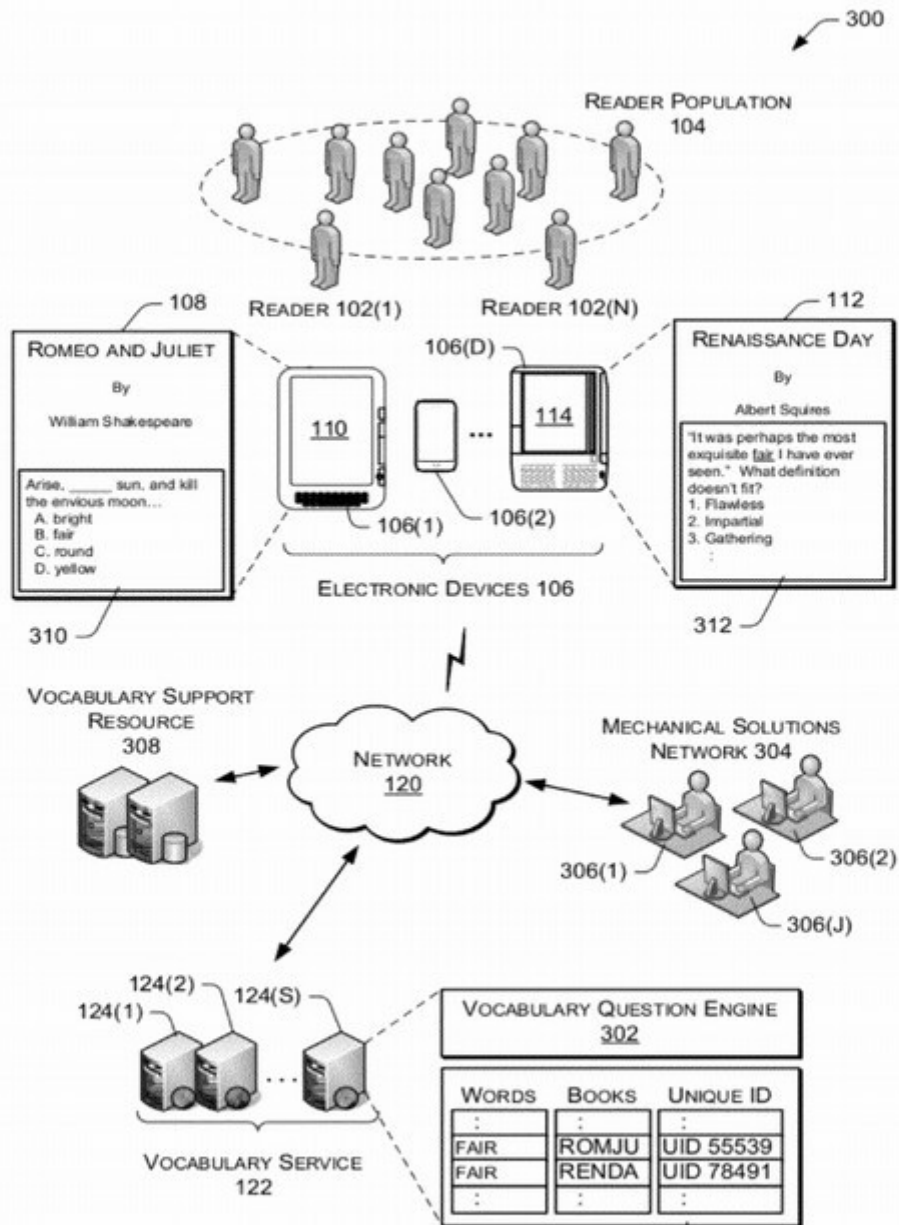 300
READER POPULATION
104
READER 102(1)
READER 102(N)
108
ROMEO AND JULIET
By
William Shakespeare
Arise, ______ sun, and kill
the envious moon…
A. bright
B. fair
C. round
D. yellow
310
110
106(1)
106(2)
...
106(D)
114
ELECTRONIC DEVICES 106
112
RENAISSANCE DAY
By
Albert Squires
"It was perhaps the most
exquisite fair I have ever
seen." What definition
doesn't fit?
1. Flawless
2. Impartial
3. Gathering
:
312
VOCABULARY SUPPORT
RESOURCE
308
NETWORK
120
MECHANICAL SOLUTIONS
NETWORK 304
306(1)
306(2)
306(J)
124(1)
124(2)
124(S)
...
VOCABULARY SERVICE
122
VOCABULARY QUESTION ENGINE
302
WORDS BOOKS UNIQUE ID
: : :
FAIR ROMJU UID 55539
FAIR RENDA UID 78491
: : :